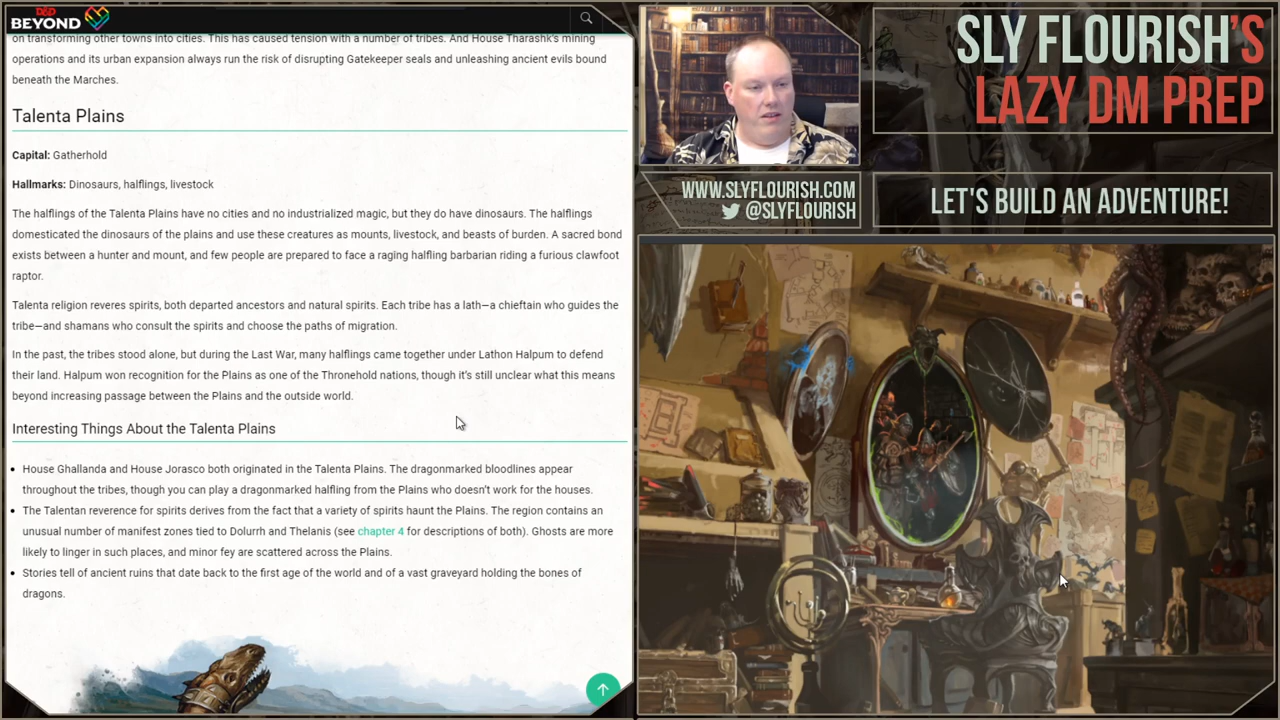 D&D
BEYOND
on transforming other towns into cities. This has caused tension with a number of tribes. And House Tharashk's mining
operations and its urban expansion always run the risk of disrupting Gatekeeper seals and unleashing ancient evils bound
beneath the Marches.
Talenta Plains
Capital: Gatherhold
Hallmarks: Dinosaurs, halflings, livestock
The halflings of the Talenta Plains have no cities and no industrialized magic, but they do have dinosaurs. The halflings
domesticated the dinosaurs of the plains and use these creatures as mounts, livestock, and beasts of burden. A sacred bond
exists between a hunter and mount, and few people are prepared to face a raging halfling barbarian riding a furious clawfoot
raptor.
Talenta religion reveres spirits, both departed ancestors and natural spirits. Each tribe has a lath—a chieftain who guides the
tribe—and shamans who consult the spirits and choose the paths of migration.
In the past, the tribes stood alone, but during the Last War, many halflings came together under Lathon Halpum to defend
their land. Halpum won recognition for the Plains as one of the Thronehold nations, though it's still unclear what this means
beyond increasing passage between the Plains and the outside world.
Interesting Things About the Talenta Plains
• House Ghallanda and House Jorasco both originated in the Talenta Plains. The dragonmarked bloodlines appear
throughout the tribes, though you can play a dragonmarked halfling from the Plains who doesn't work for the houses.
• The Talentan reverence for spirits derives from the fact that a variety of spirits haunt the Plains. The region contains an
unusual number of manifest zones tied to Dolurrh and Thelanis (see chapter 4 for descriptions of both). Ghosts are more
likely to linger in such places, and minor fey are scattered across the Plains.
• Stories tell of ancient ruins that date back to the first age of the world and of a vast graveyard holding the bones of
dragons.
SLY FLOURISH'S
LAZY DM PREP
WWW.SLYFLOURISH.COM
@SLYFLOURISH
LET'S BUILD AN ADVENTURE!